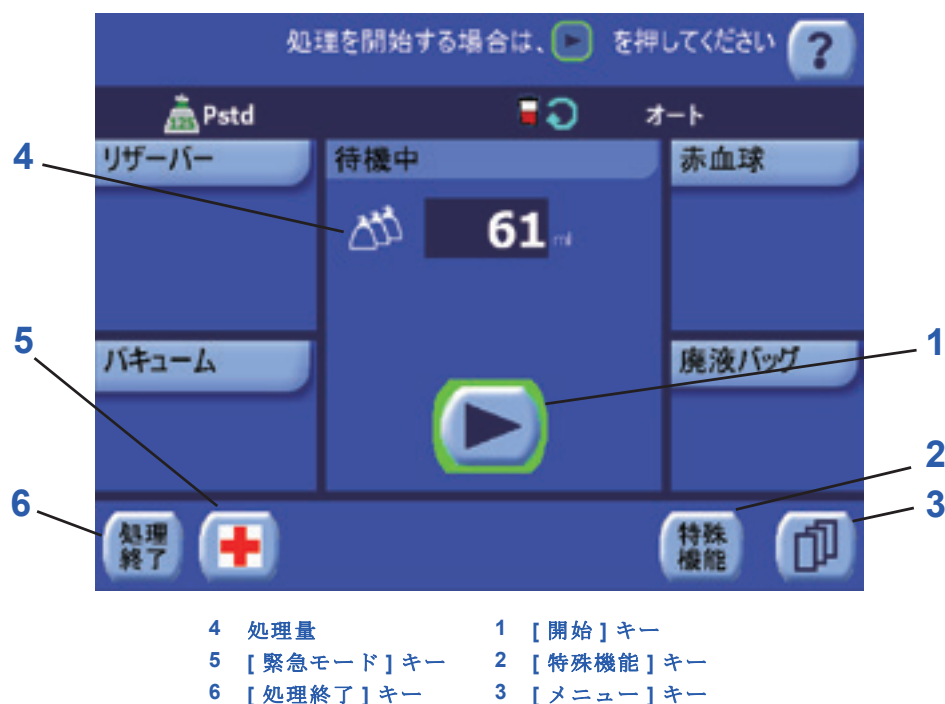 処理を開始する場合は、 を押してください ?
125 Pstd オート
4
リザーバー 待機中 赤血球
61 ml
5
バキューム 廃液バッグ
1
2
6
3
処理
終了
特殊
機能
4 処理量 1 [ 開始 ] キー
5 [ 緊急モード ] キー 2 [ 特殊機能 ] キー
6 [ 処理終了 ] キー 3 [ メニュー ] キー